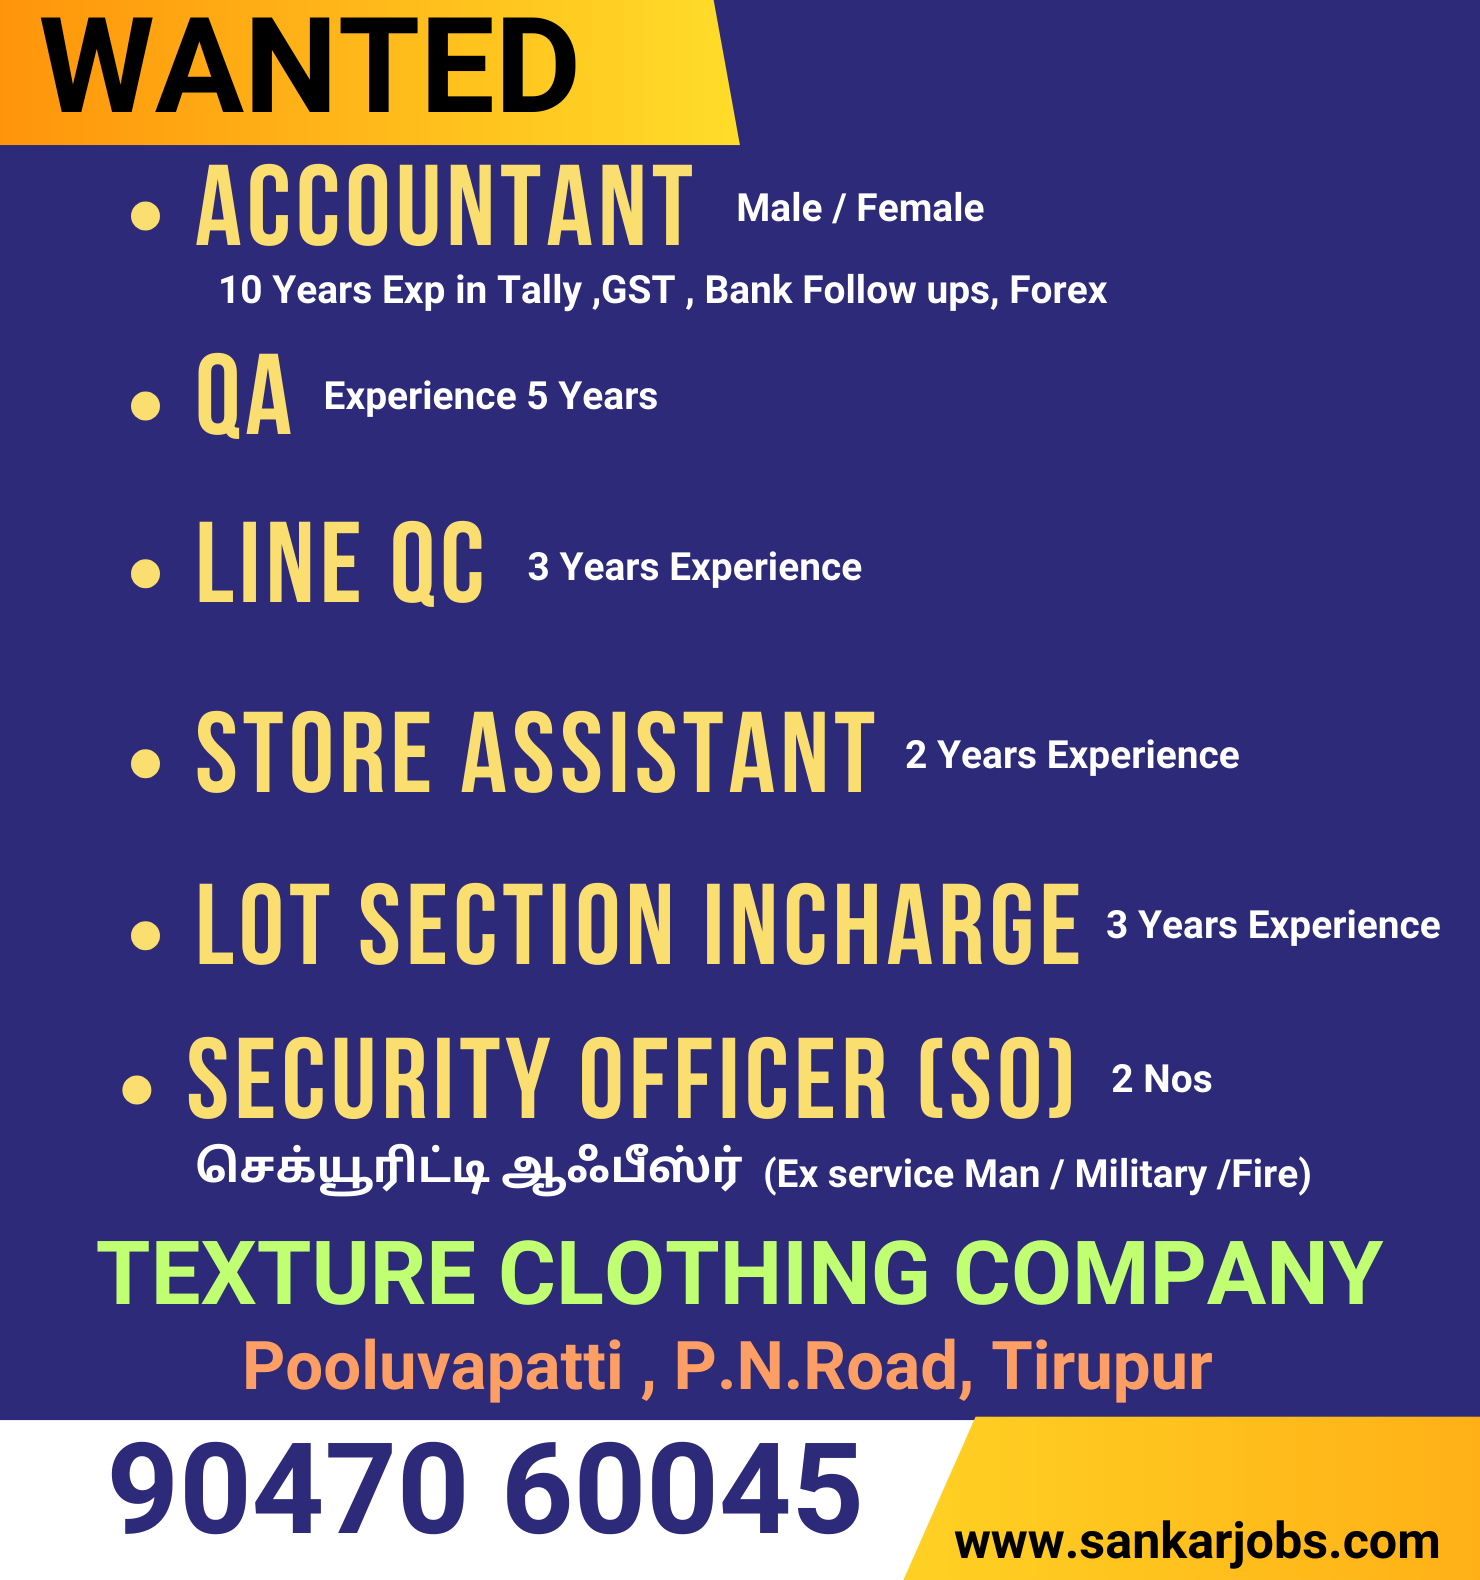 WANTED
• ACCOUNTANT Male / Female
10 Years Exp in Tally ,GST , Bank Follow ups, Forex
• QA Experience 5 Years
• LINE QC 3 Years Experience
• STORE ASSISTANT 2 Years Experience
• LOT SECTION INCHARGE 3 Years Experience
• SECURITY OFFICER (SO) 2 Nos
செக்யூரிட்டி ஆஃபீஸ்ர் (Ex service Man / Military /Fire)
TEXTURE CLOTHING COMPANY
Pooluvapatti , P.N.Road, Tirupur
90470 60045
www.sankarjobs.com